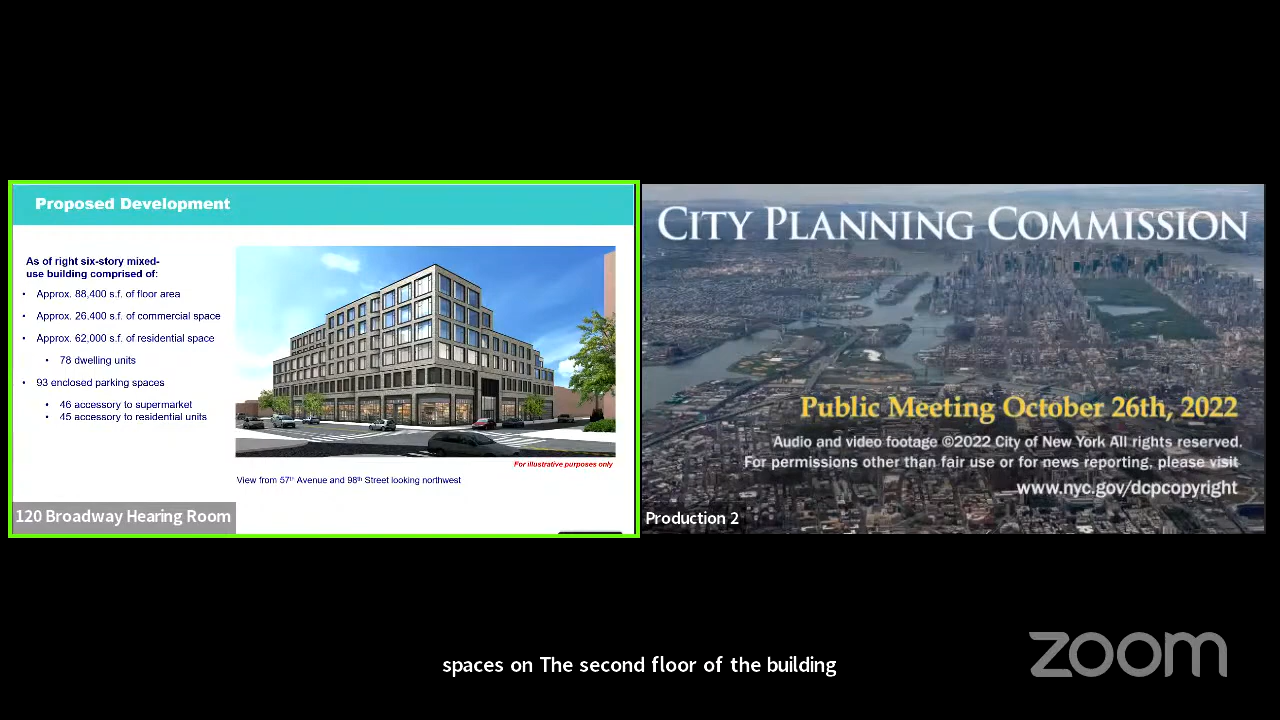 Proposed Development
As of right six-story mixed-
use building comprised of:
• Approx. 88,400 s.f. of floor area
• Approx. 26,400 s.f. of commercial space
• Approx. 62,000 s.f. of residential space
• 78 dwelling units
• 93 enclosed parking spaces
• 46 accessory to supermarket
• 45 accessory to residential units
For illustrative purposes only
View from 57th Avenue and 98th Street looking northwest
120 Broadway Hearing Room
CITY PLANNING COMMISSION
Public Meeting October 26th, 2022
Audio and video footage ©2022 City of New York All rights reserved.
For permissions other than fair use or for news reporting, please visit
www.nyc.gov/dcpcopyright
Production 2
spaces on The second floor of the building
zoom